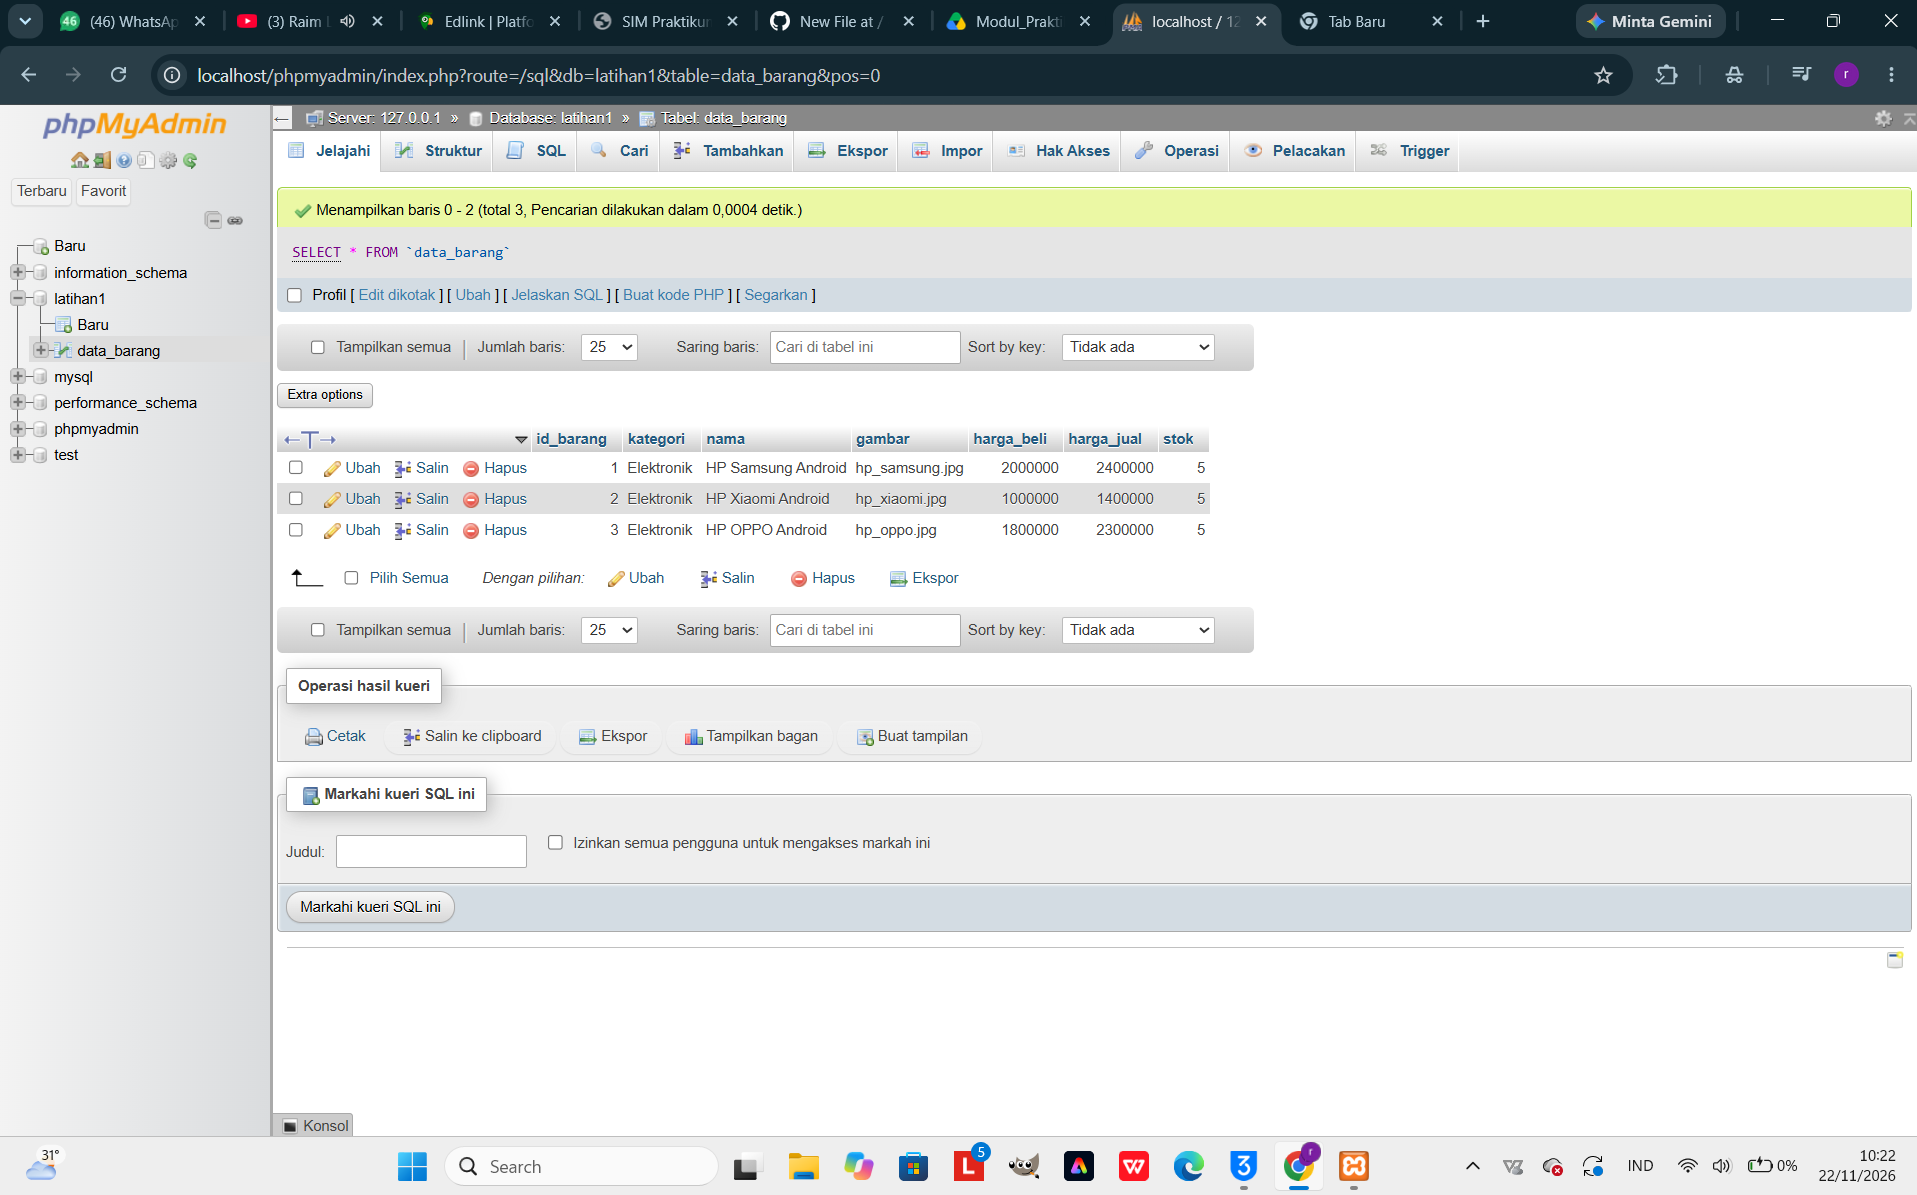 (46) WhatsAp
(3) Raim L
Edlink | Platfo
SIM Praktikur
New File at /
Modul_Prakti
localhost / 12
Tab Baru
Minta Gemini
localhost/phpmyadmin/index.php?route=/sql&db=latihan1&table=data_barang&pos=0
r
phpMyAdmin
Terbaru Favorit
Baru
information_schema
latihan1
Baru
data_barang
mysql
performance_schema
phpmyadmin
test
Server: 127.0.0.1 » Database: latihan1 » Tabel: data_barang
Jelajahi Struktur SQL Cari Tambahkan Ekspor Impor Hak Akses Operasi Pelacakan Trigger
Menampilkan baris 0 - 2 (total 3, Pencarian dilakukan dalam 0,0004 detik.)
SELECT * FROM `data_barang`
Profil [ Edit dikotak ] [ Ubah ] [ Jelaskan SQL ] [ Buat kode PHP ] [ Segarkan ]
Tampilkan semua | Jumlah baris: 25 Saring baris: Cari di tabel ini Sort by key: Tidak ada
Extra options
←T→ id_barang kategori nama gambar harga_beli harga_jual stok
Ubah Salin Hapus 1 Elektronik HP Samsung Android hp_samsung.jpg 2000000 2400000 5
Ubah Salin Hapus 2 Elektronik HP Xiaomi Android hp_xiaomi.jpg 1000000 1400000 5
Ubah Salin Hapus 3 Elektronik HP OPPO Android hp_oppo.jpg 1800000 2300000 5
Pilih Semua Dengan pilihan: Ubah Salin Hapus Ekspor
Tampilkan semua | Jumlah baris: 25 Saring baris: Cari di tabel ini Sort by key: Tidak ada
Operasi hasil kueri
Cetak Salin ke clipboard Ekspor Tampilkan bagan Buat tampilan
Markahi kueri SQL ini
Judul: Izinkan semua pengguna untuk mengakses markah ini
Markahi kueri SQL ini
Konsol
31°
Search
5
r
IND
0%
10:22
22/11/2026